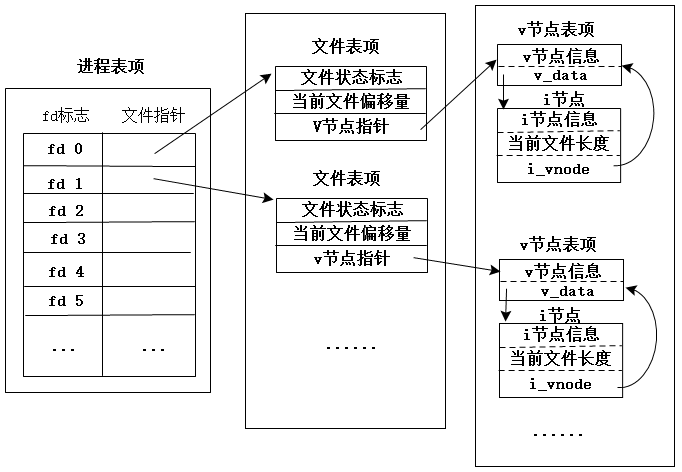 进程表项
fd标志 文件指针
fd 0
fd 1
fd 2
fd 3
fd 4
fd 5
... ...
文件表项
文件状态标志
当前文件偏移量
V节点指针
文件表项
文件状态标志
当前文件偏移量
v节点指针
......
v节点表项
v节点信息
v_data
i节点
i节点信息
当前文件长度
i_vnode
v节点表项
v节点信息
v_data
i节点
i节点信息
当前文件长度
i_vnode
......